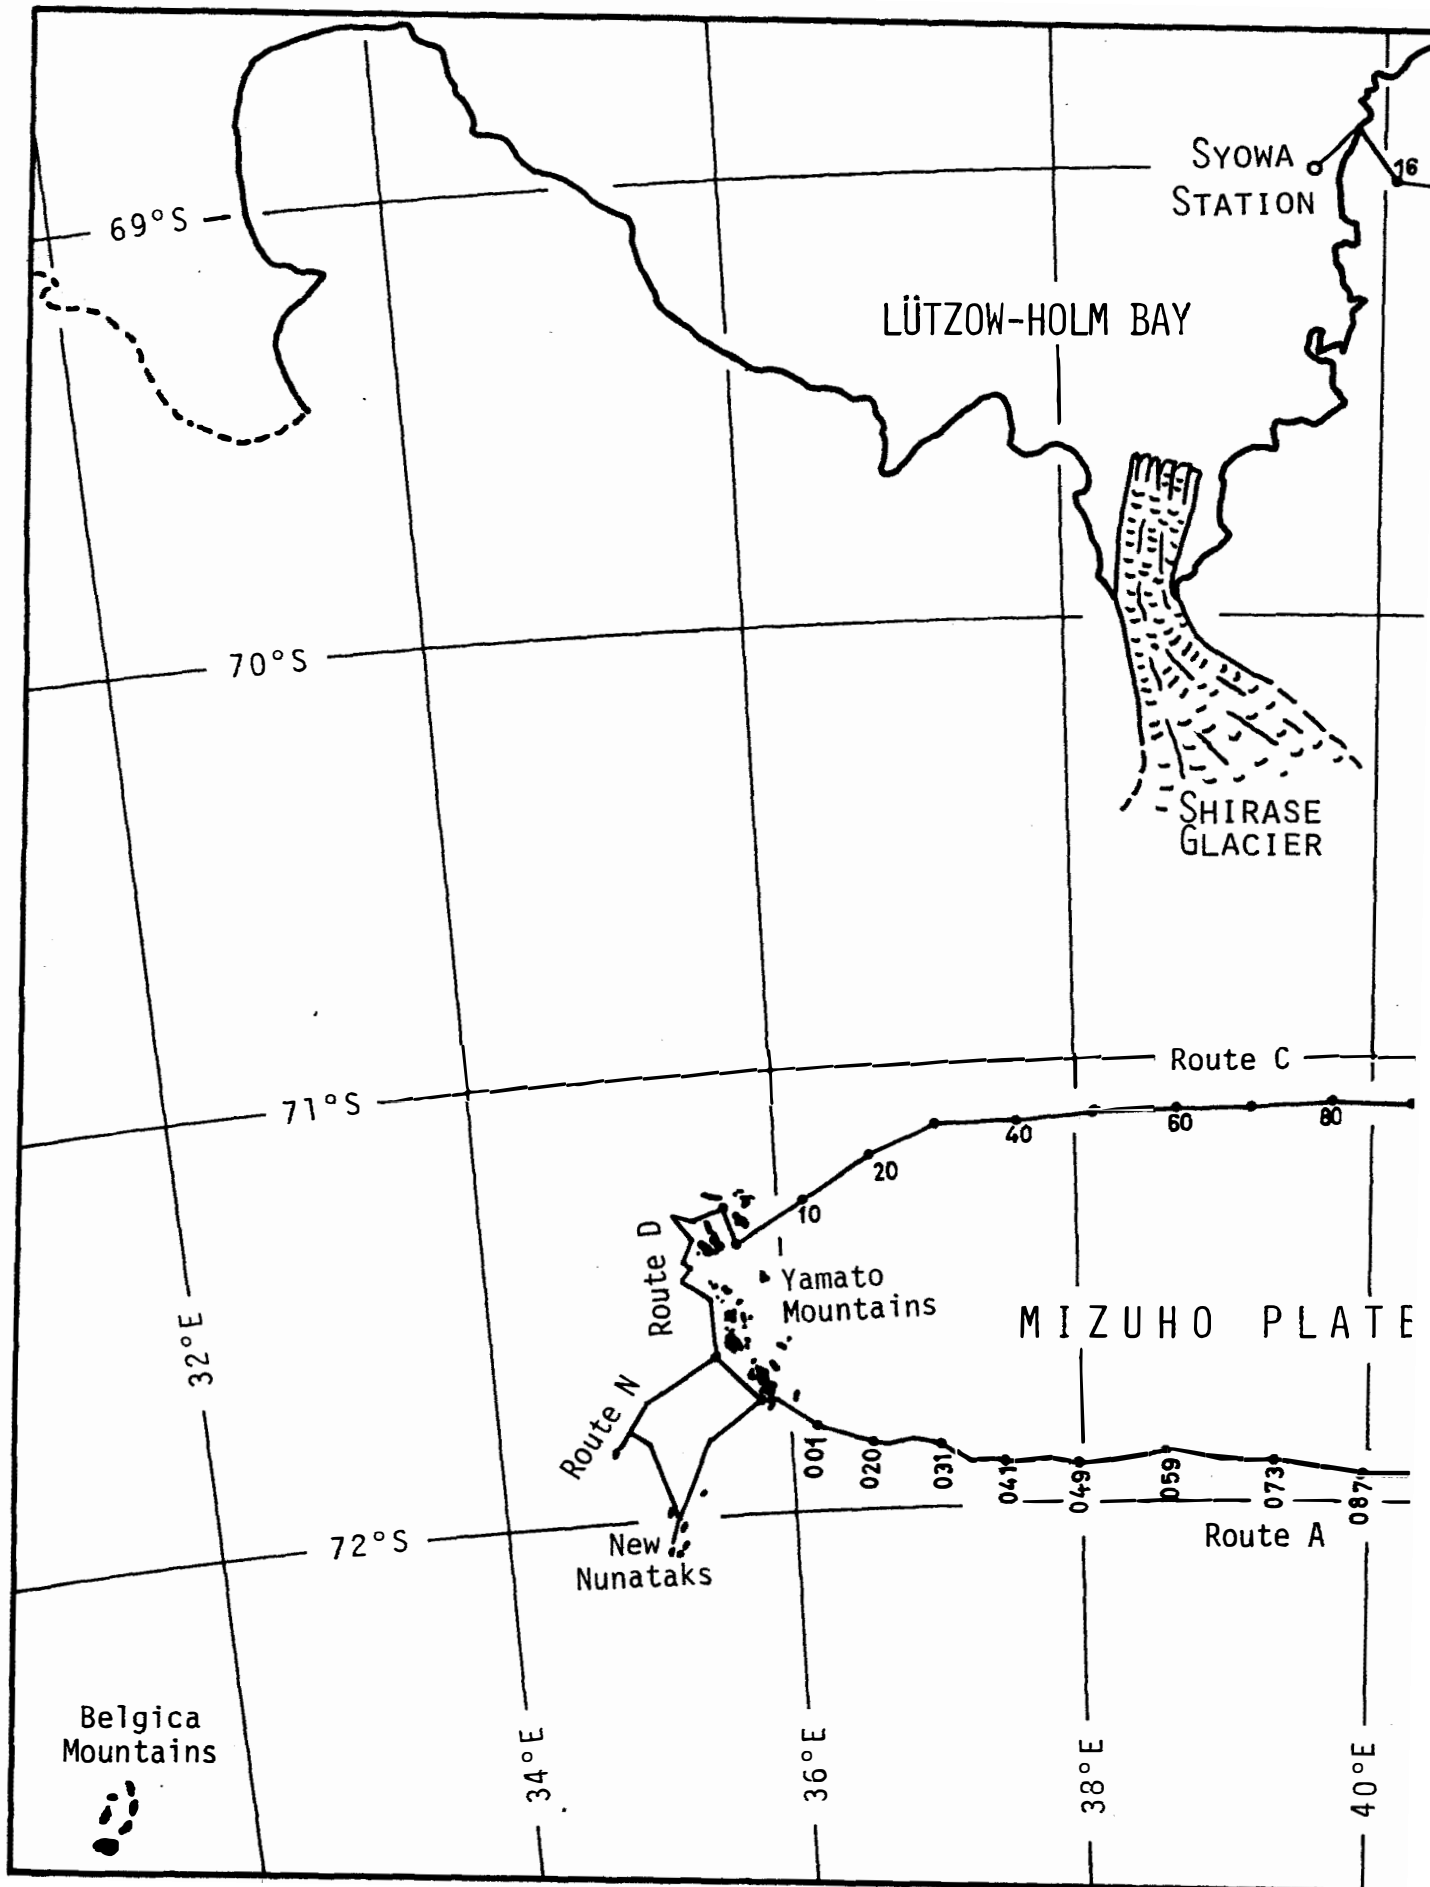 SYOWA
STATION
16
69°S
LÜTZOW-HOLM BAY
70°S
SHIRASE
GLACIER
Route C
71°S
40
60
80
20
10
Route D
Yamato
Mountains
MIZUHO PLATE
32°E
Route N
001
020
031
041
049
059
073
087
72°S
New
Nunataks
Route A
Belgica
Mountains
34°E
36°E
38°E
40°E